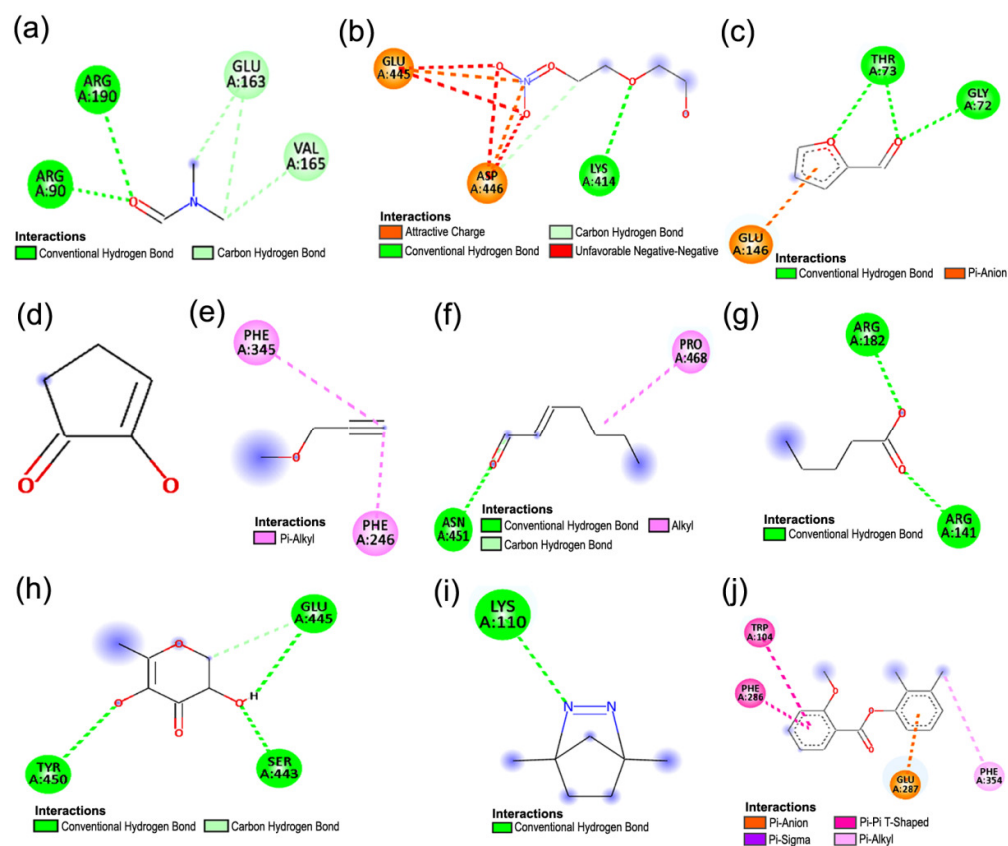 (a)
ARG
A:190
GLU
A:163
VAL
A:165
ARG
A:90
O
N
Interactions
Conventional Hydrogen Bond
Carbon Hydrogen Bond
(b)
GLU
A:445
O
N
O
O
O
O
ASP
A:446
LYS
A:414
Interactions
Attractive Charge
Carbon Hydrogen Bond
Conventional Hydrogen Bond
Unfavorable Negative-Negative
(c)
THR
A:73
GLY
A:72
O
O
GLU
A:146
Interactions
Conventional Hydrogen Bond
Pi-Anion
(d)
O
O
(e)
PHE
A:345
O
PHE
A:246
Interactions
Pi-Alkyl
(f)
PRO
A:468
O
ASN
A:451
Interactions
Conventional Hydrogen Bond
Alkyl
Carbon Hydrogen Bond
(g)
ARG
A:182
O
O
ARG
A:141
Interactions
Conventional Hydrogen Bond
(h)
GLU
A:445
O
H
O
O
O
TYR
A:450
SER
A:443
Interactions
Conventional Hydrogen Bond
Carbon Hydrogen Bond
(i)
LYS
A:110
N
N
Interactions
Conventional Hydrogen Bond
(j)
TRP
A:104
PHE
A:286
O
O
O
GLU
A:287
PHE
A:354
Interactions
Pi-Anion
Pi-Pi T-Shaped
Pi-Sigma
Pi-Alkyl